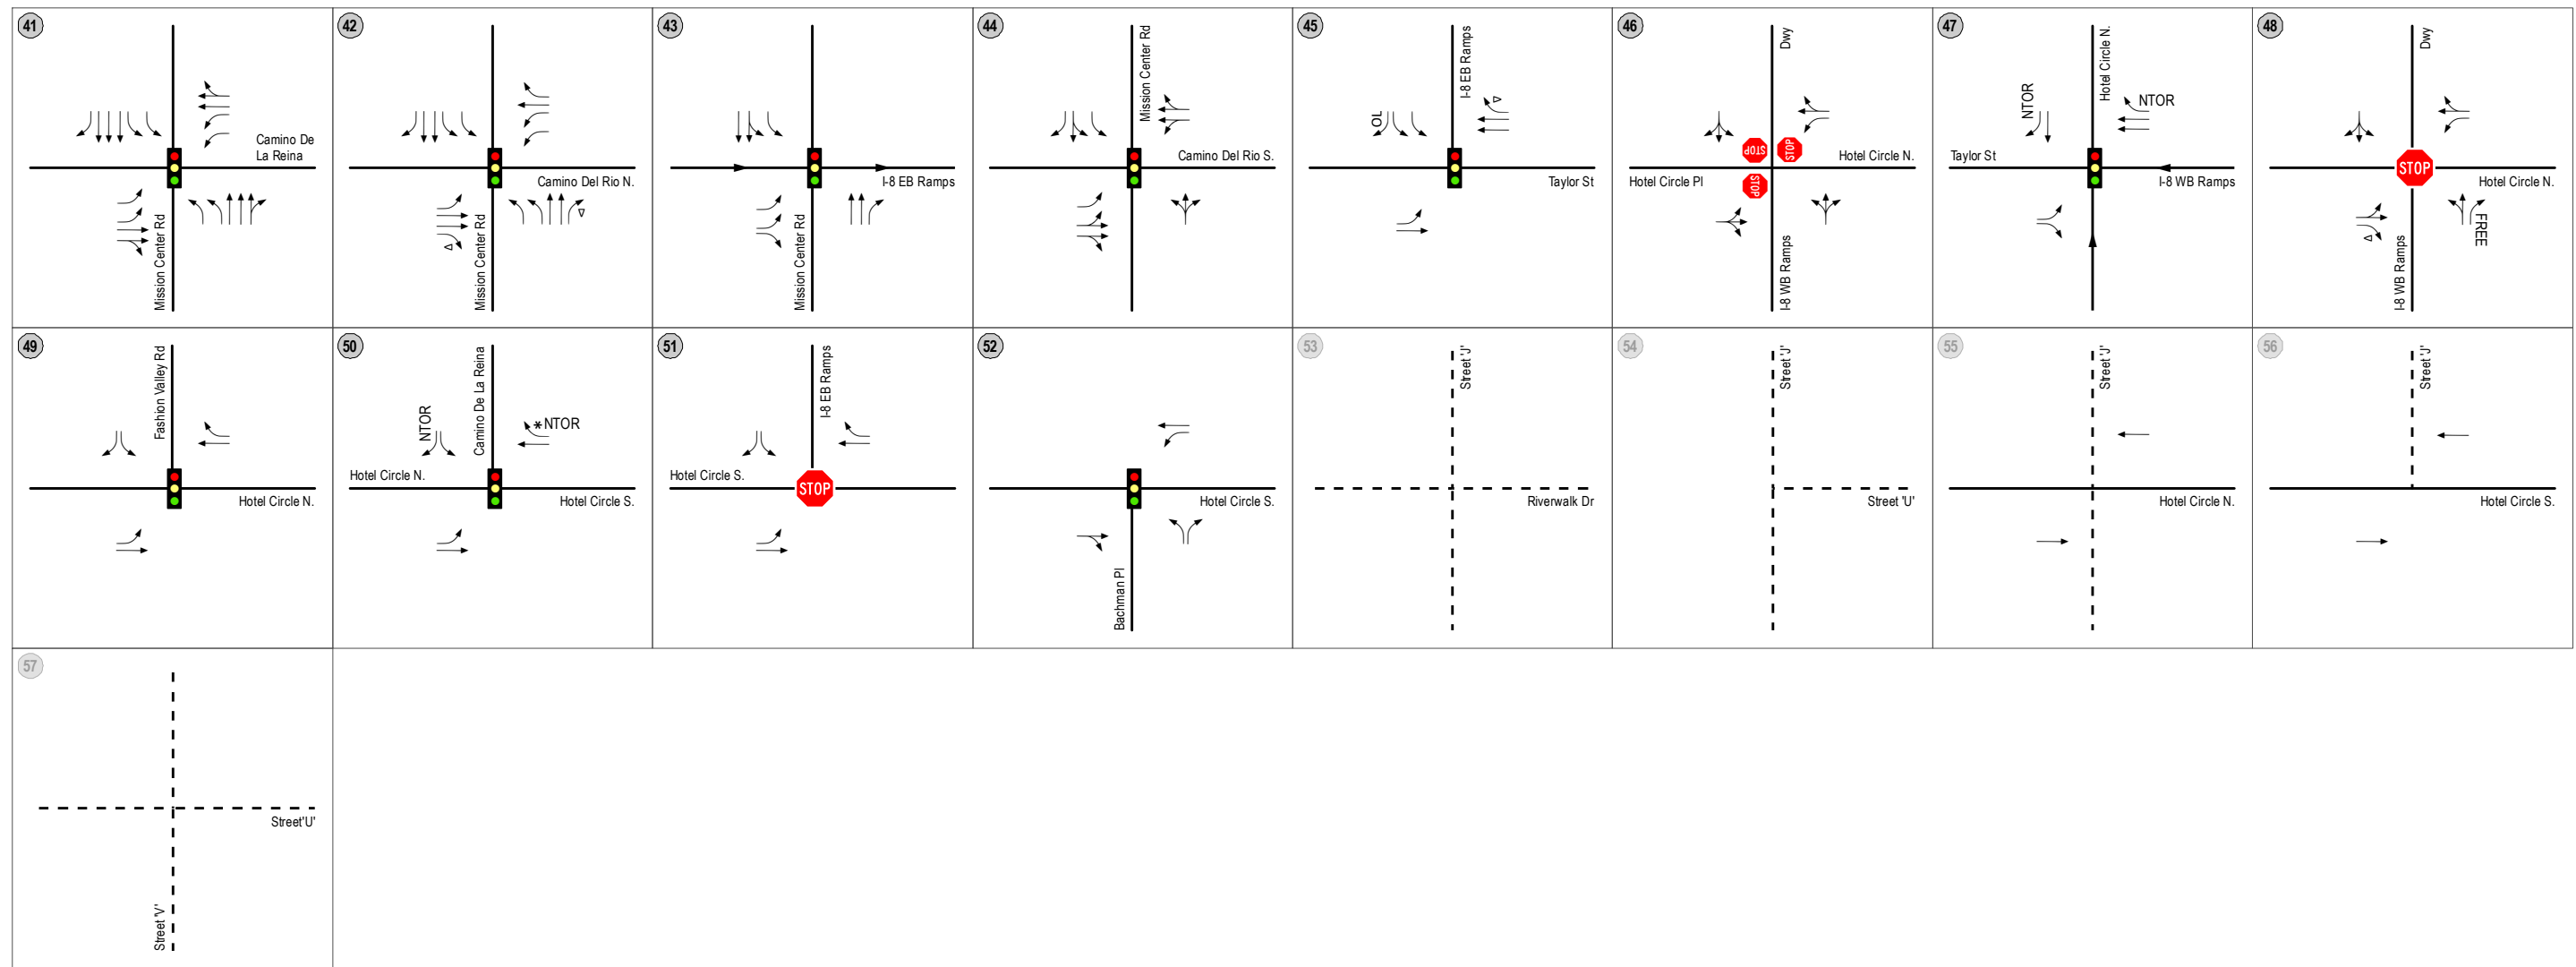 41
Camino De
La Reina
Mission Center Rd
42
Camino Del Rio N.
Mission Center Rd
43
I-8 EB Ramps
Mission Center Rd
44
Mission Center Rd
Camino Del Rio S.
45
I-8 EB Ramps
OL
Taylor St
46
Dwy
STOP
STOP
STOP
Hotel Circle N.
Hotel Circle Pl
I-8 WB Ramps
47
Hotel Circle N.
NTOR
NTOR
Taylor St
I-8 WB Ramps
48
Dwy
STOP
Hotel Circle N.
FREE
I-8 WB Ramps
49
Fashion Valley Rd
Hotel Circle N.
50
Camino De La Reina
NTOR
*NTOR
Hotel Circle N.
Hotel Circle S.
51
I-8 EB Ramps
Hotel Circle S.
STOP
52
Hotel Circle S.
Bachman Pl
53
Street 'J'
Riverwalk Dr
54
Street 'J'
Street 'U'
55
Street 'J'
Hotel Circle N.
56
Street 'J'
Hotel Circle S.
57
Street'U'
Street 'V'